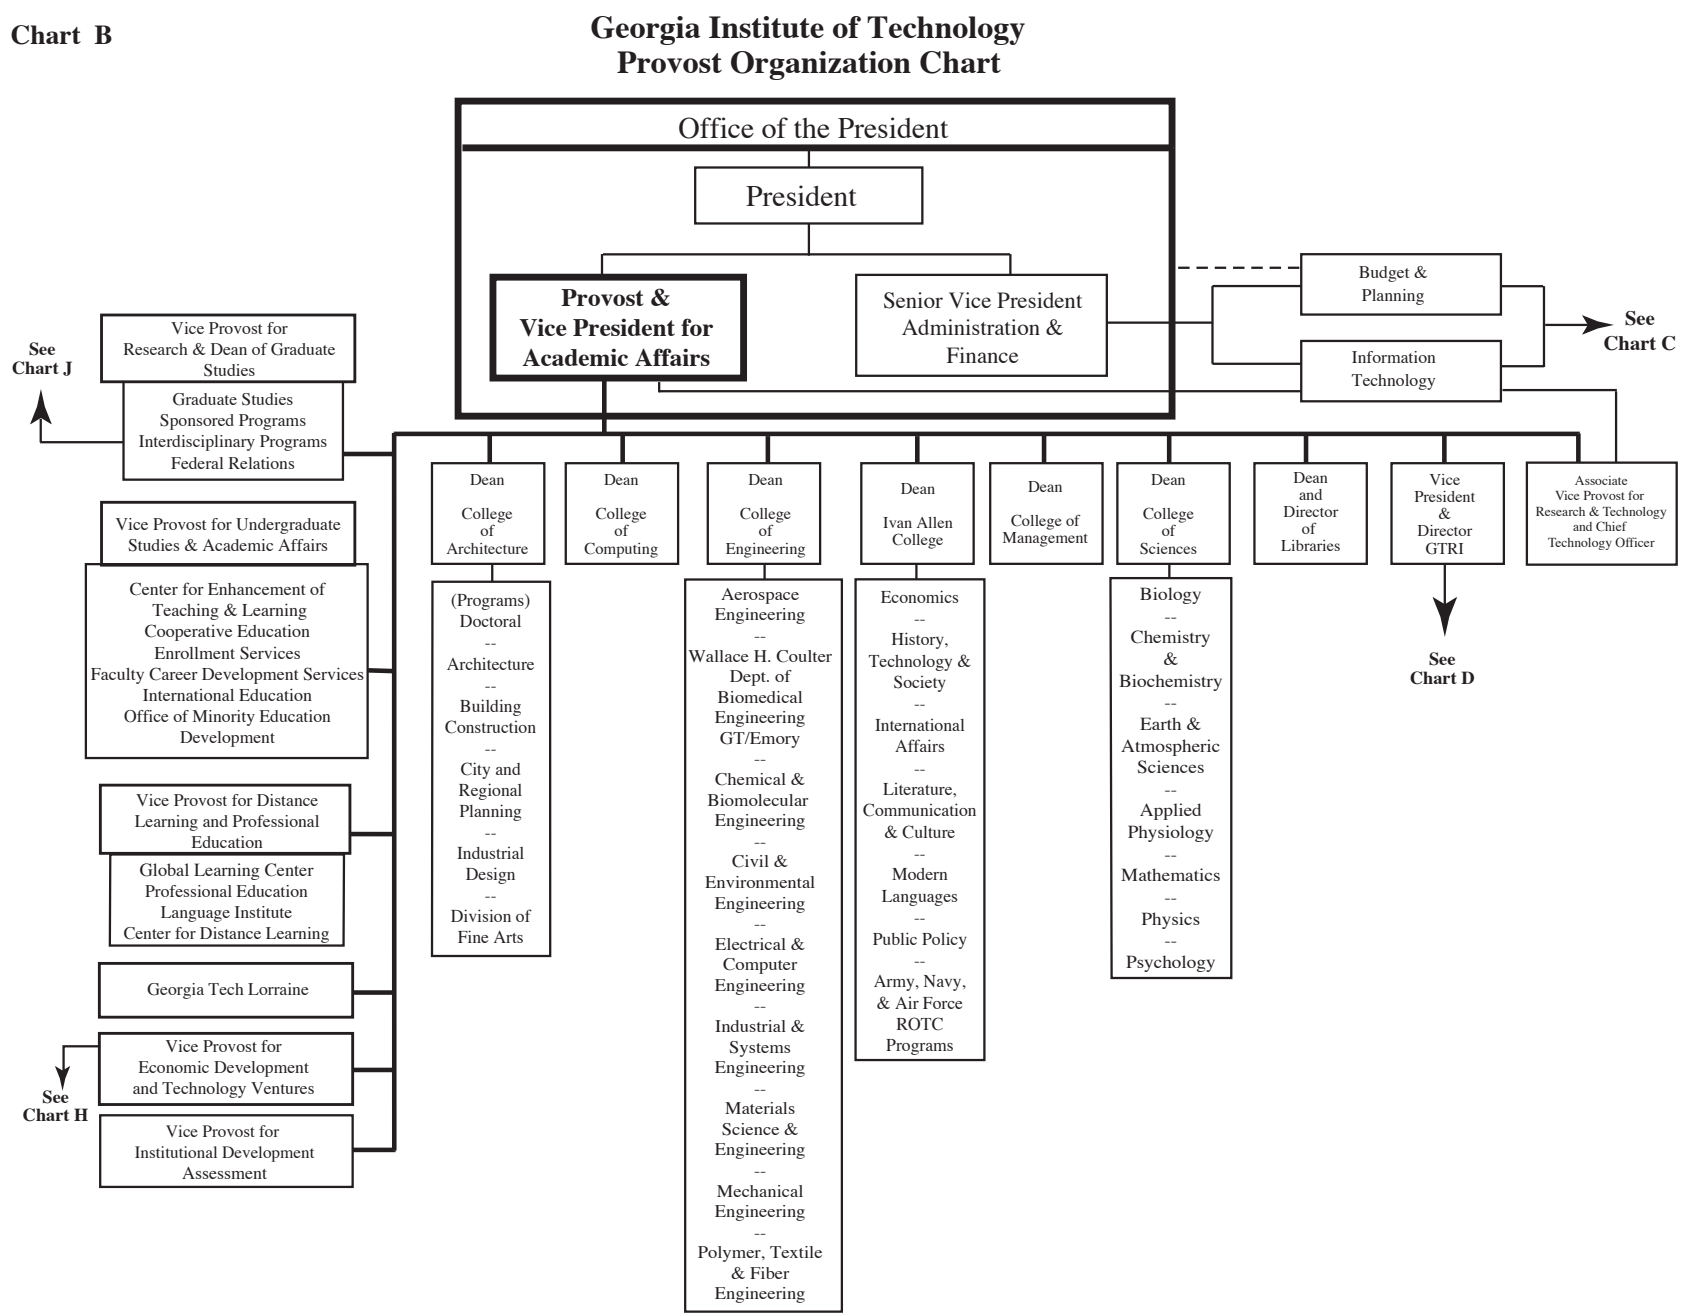 Chart B
Georgia Institute of Technology
Provost Organization Chart
Office of the President
President
Provost &
Vice President for
Academic Affairs
Senior Vice President
Administration &
Finance
Budget &
Planning
Information
Technology
See
Chart C
See
Chart J
Vice Provost for
Research & Dean of Graduate
Studies
Graduate Studies
Sponsored Programs
Interdisciplinary Programs
Federal Relations
Vice Provost for Undergraduate
Studies & Academic Affairs
Center for Enhancement of
Teaching & Learning
Cooperative Education
Enrollment Services
Faculty Career Development Services
International Education
Office of Minority Education
Development
Vice Provost for Distance
Learning and Professional
Education
Global Learning Center
Professional Education
Language Institute
Center for Distance Learning
Georgia Tech Lorraine
Vice Provost for
Economic Development
and Technology Ventures
See
Chart H
Vice Provost for
Institutional Development
Assessment
Dean
College
of
Architecture
(Programs)
Doctoral
--
Architecture
--
Building
Construction
--
City and
Regional
Planning
--
Industrial
Design
--
Division of
Fine Arts
Dean
College
of
Computing
Dean
College
of
Engineering
Aerospace
Engineering
--
Wallace H. Coulter
Dept. of
Biomedical
Engineering
GT/Emory
--
Chemical &
Biomolecular
Engineering
--
Civil &
Environmental
Engineering
--
Electrical &
Computer
Engineering
--
Industrial &
Systems
Engineering
--
Materials
Science &
Engineering
--
Mechanical
Engineering
--
Polymer, Textile
& Fiber
Engineering
Dean
Ivan Allen
College
Economics
--
History,
Technology &
Society
--
International
Affairs
--
Literature,
Communication
& Culture
--
Modern
Languages
--
Public Policy
--
Army, Navy,
& Air Force
ROTC
Programs
Dean
College of
Management
Dean
College
of
Sciences
Biology
--
Chemistry
&
Biochemistry
--
Earth &
Atmospheric
Sciences
--
Applied
Physiology
--
Mathematics
--
Physics
--
Psychology
Dean
and
Director
of
Libraries
Vice
President
&
Director
GTRI
See
Chart D
Associate
Vice Provost for
Research & Technology
and Chief
Technology Officer